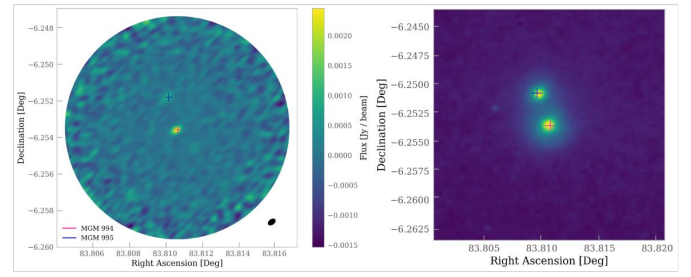 −6.248
−6.250
−6.252
−6.254
−6.256
−6.258
−6.260
Declination [Deg]
MGM 994
MGM 995
83.806 83.808 83.810 83.812 83.814 83.816
Right Ascension [Deg]
0.0020
0.0015
0.0010
0.0005
0.0000
−0.0005
−0.0010
−0.0015
Flux [Jy / beam]
−6.2450
−6.2475
−6.2500
−6.2525
−6.2550
−6.2575
−6.2600
−6.2625
Declination [Deg]
83.805 83.810 83.815 83.820
Right Ascension [Deg]